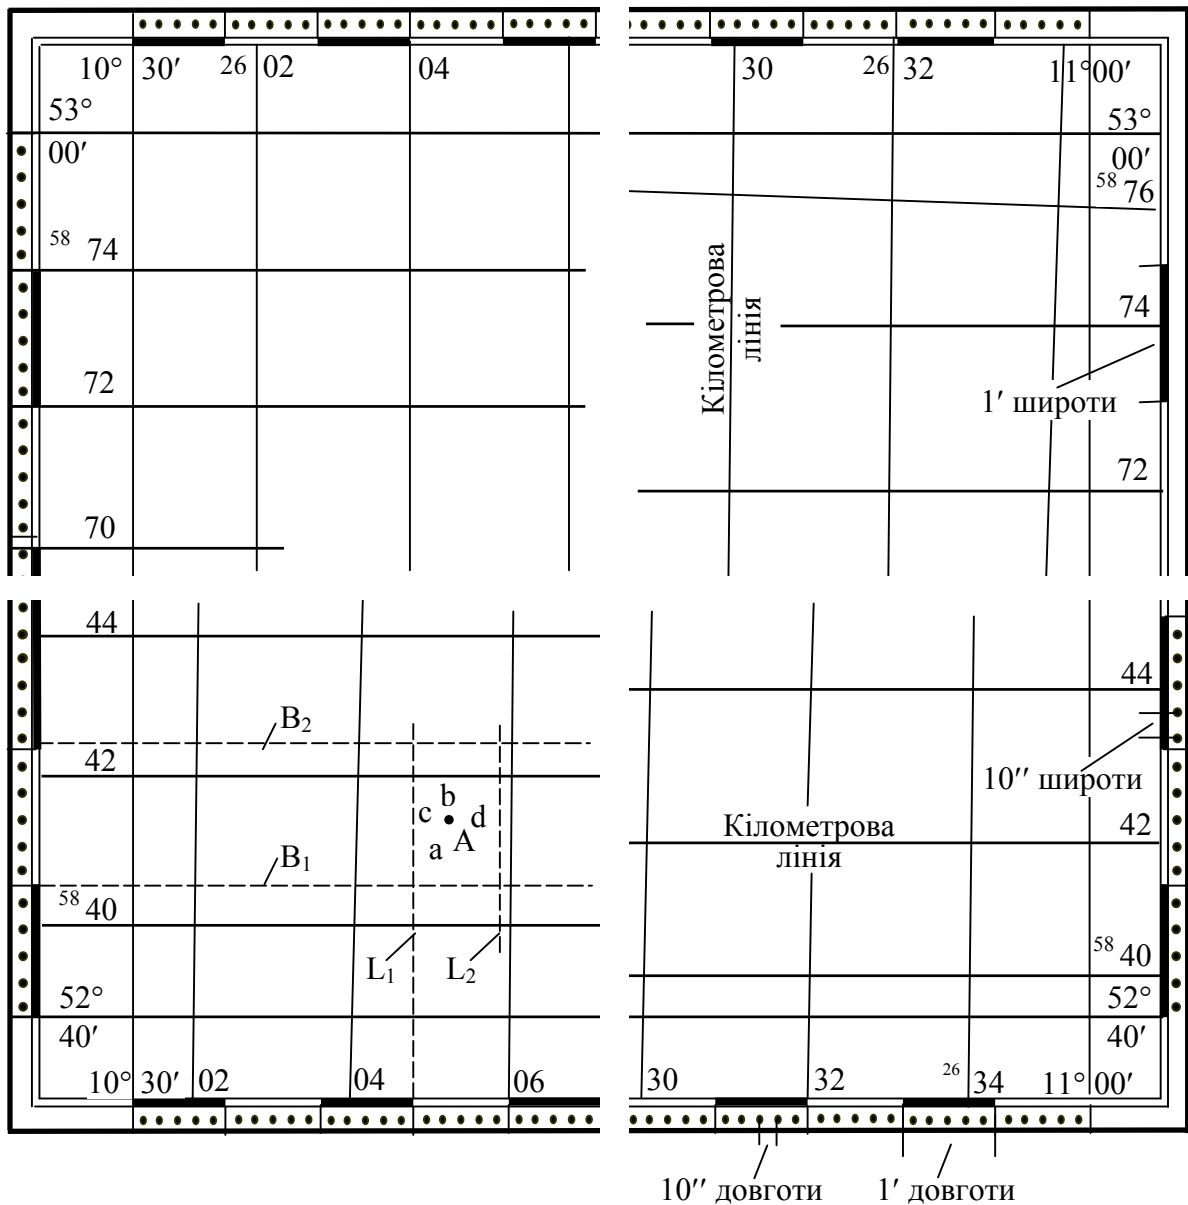 10° 30′ 26 02 04 30 26 32 11°00′
53° 53°
00′ 00′
58 76
58 74
Кілометрова
лінія
74
72
1′ широти
72
70
44
44
B2
42
10′′ широти
b
c d
A
a
Кілометрова
лінія
42
B1
58 40
58 40
L1 L2
52° 52°
40′ 40′
10° 30′ 02 04 06 30 32 26 34 11° 00′
10′′ довготи 1′ довготи